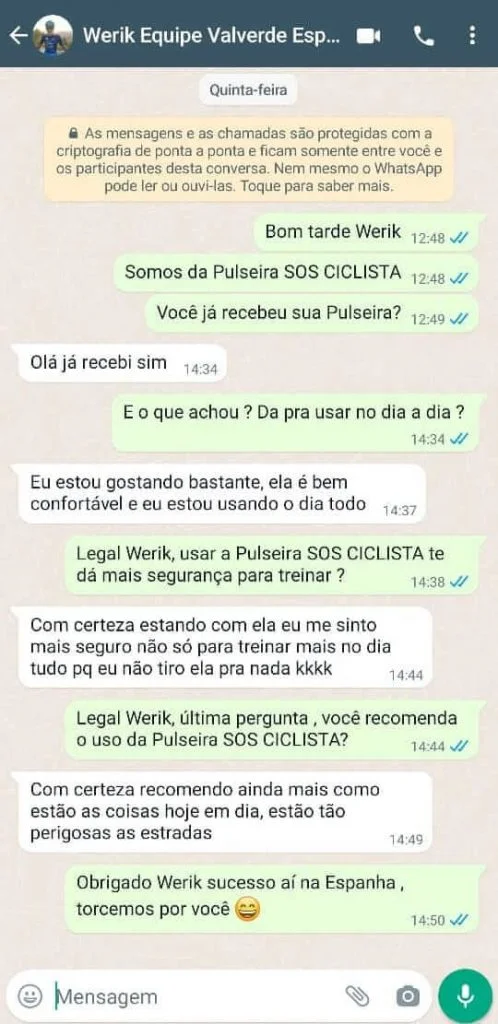 Werik Equipe Valverde Esp...
Quinta-feira
As mensagens e as chamadas são protegidas com a
criptografia de ponta a ponta e ficam somente entre você e
os participantes desta conversa. Nem mesmo o WhatsApp
pode ler ou ouvi-las. Toque para saber mais.
Bom tarde Werik 12:48
Somos da Pulseira SOS CICLISTA 12:48
Você já recebeu sua Pulseira? 12:49
Olá já recebi sim 14:34
E o que achou ? Da pra usar no dia a dia ?
14:34
Eu estou gostando bastante, ela é bem
confortável e eu estou usando o dia todo 14:37
Legal Werik, usar a Pulseira SOS CICLISTA te
dá mais segurança para treinar ? 14:38
Com certeza estando com ela eu me sinto
mais seguro não só para treinar mais no dia
tudo pq eu não tiro ela pra nada kkkk 14:44
Legal Werik, última pergunta , você recomenda
o uso da Pulseira SOS CICLISTA? 14:44
Com certeza recomendo ainda mais como
estão as coisas hoje em dia, estão tão
perigosas as estradas 14:49
Obrigado Werik sucesso aí na Espanha ,
torcemos por você 😄 14:50
Mensagem